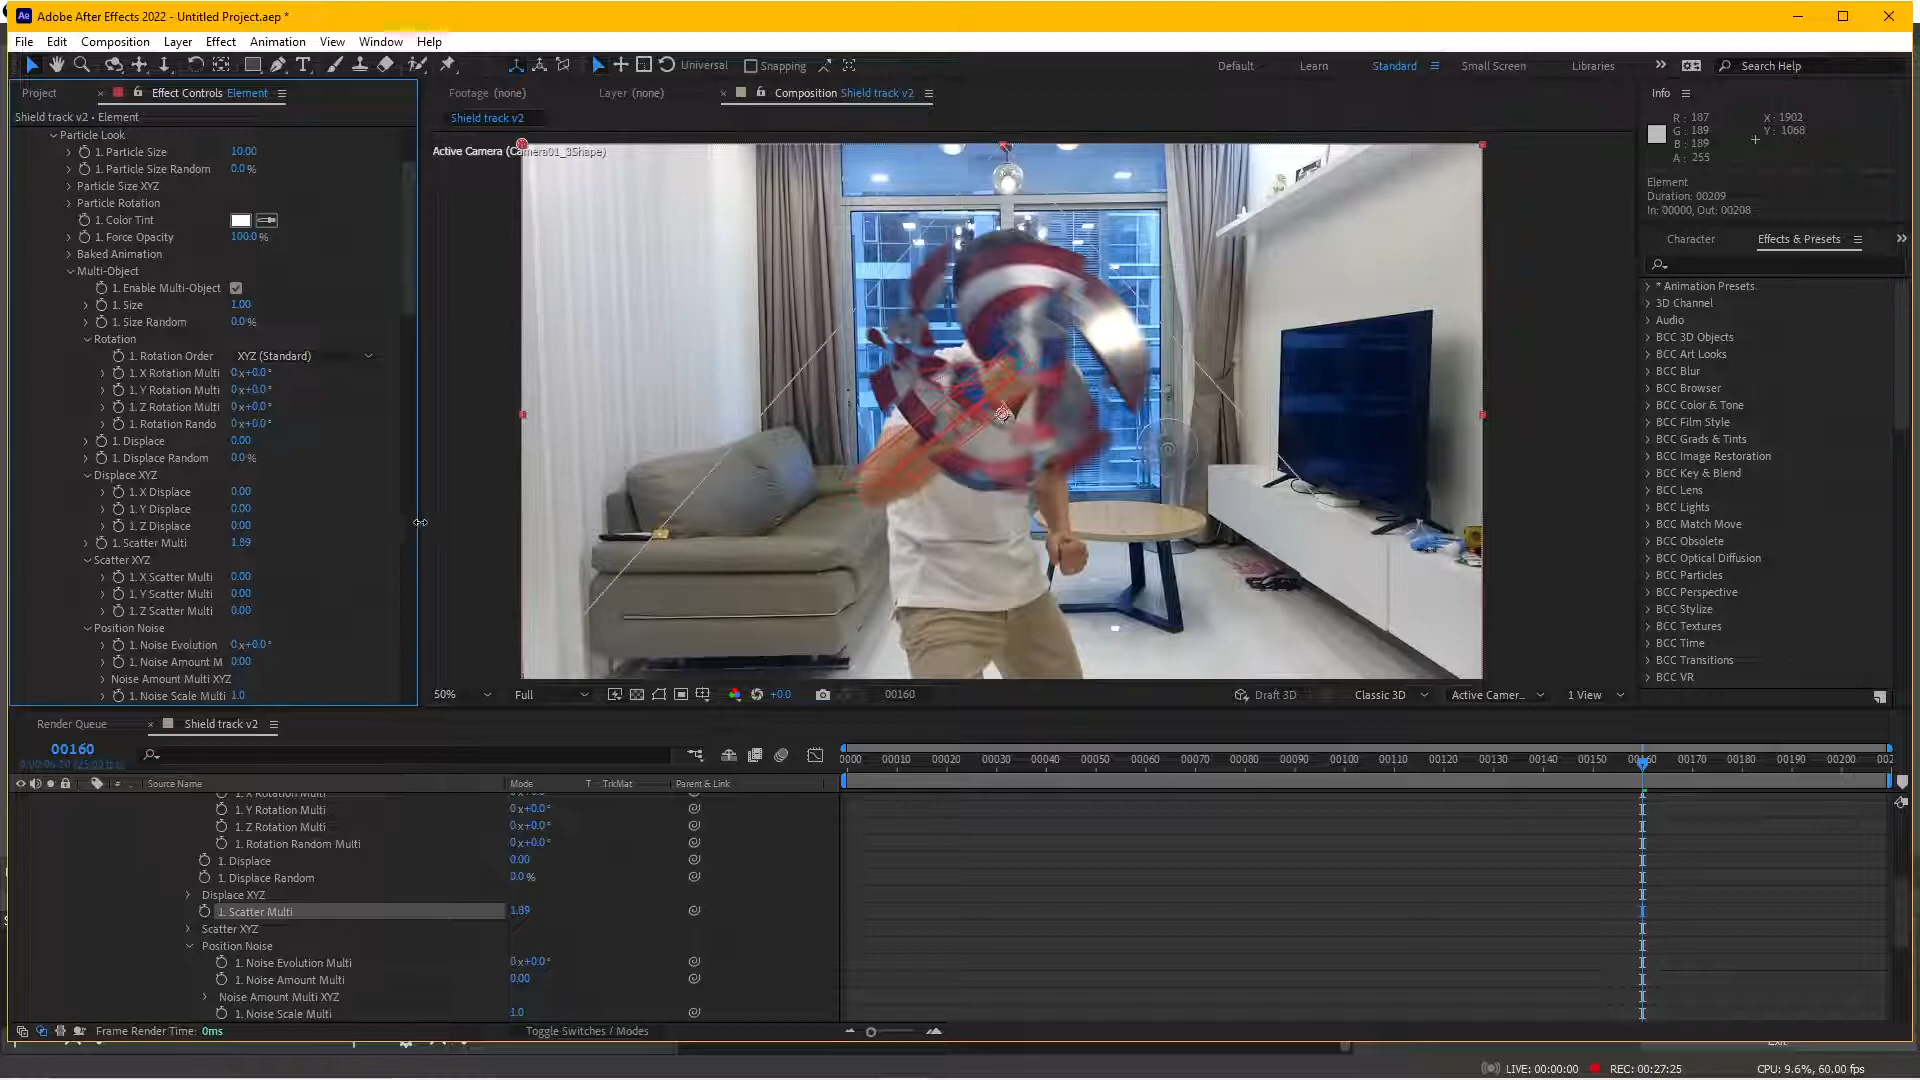 Adobe After Effects 2022 - Untitled Project.aep *
File Edit Composition Layer Effect Animation View Window Help
Universal Snapping Default Learn Standard Small Screen Libraries Search Help
Project Effect Controls Element
Shield track v2 • Element
Particle Look
1. Particle Size 10.00
1. Particle Size Random 0.0 %
Particle Size XYZ
Particle Rotation
1. Color Tint
1. Force Opacity 100.0 %
Baked Animation
Multi-Object
1. Enable Multi-Object
1. Size 1.00
1. Size Random 0.0 %
Rotation
1. Rotation Order XYZ (Standard)
1. X Rotation Multi 0 x +0.0 °
1. Y Rotation Multi 0 x +0.0 °
1. Z Rotation Multi 0 x +0.0 °
1. Rotation Rando 0 x +0.0 °
1. Displace 0.00
1. Displace Random 0.0 %
Displace XYZ
1. X Displace 0.00
1. Y Displace 0.00
1. Z Displace 0.00
1. Scatter Multi 1.89
Scatter XYZ
1. X Scatter Multi 0.00
1. Y Scatter Multi 0.00
1. Z Scatter Multi 0.00
Position Noise
1. Noise Evolution 0 x +0.0 °
1. Noise Amount M 0.00
Noise Amount Multi XYZ
1. Noise Scale Multi 1.0
Footage (none) Layer (none) Composition Shield track v2
Shield track v2
Active Camera (Camera01_3Shape)
50% Full +0.0 00160 Draft 3D Classic 3D Active Camer... 1 View
Info
R : 187
G : 189
B : 189
A : 255
X : 1902
Y : 1068
Element
Duration: 00209
In: 00000, Out: 00208
Character Effects & Presets
* Animation Presets
3D Channel
Audio
BCC 3D Objects
BCC Art Looks
BCC Blur
BCC Browser
BCC Color & Tone
BCC Film Style
BCC Grads & Tints
BCC Image Restoration
BCC Key & Blend
BCC Lens
BCC Lights
BCC Match Move
BCC Obsolete
BCC Optical Diffusion
BCC Particles
BCC Perspective
BCC Stylize
BCC Textures
BCC Time
BCC Transitions
BCC VR
Render Queue Shield track v2
00160
0000 00010 00020 00030 00040 00050 00060 00070 00080 00090 00100 00110 00120 00130 00140 00150 00160 00170 00180 00190 00200 002
# Source Name Mode T TrkMat Parent & Link
1. X Rotation Multi 0 x +0.0 °
1. Y Rotation Multi 0 x +0.0 °
1. Z Rotation Multi 0 x +0.0 °
1. Rotation Random Multi 0 x +0.0 °
1. Displace 0.00
1. Displace Random 0.0 %
Displace XYZ
1. Scatter Multi 1.89
Scatter XYZ
Position Noise
1. Noise Evolution Multi 0 x +0.0 °
1. Noise Amount Multi 0.00
Noise Amount Multi XYZ
1. Noise Scale Multi 1.0
Frame Render Time: 0ms Toggle Switches / Modes
Exit
LIVE: 00:00:00 REC: 00:27:25 CPU: 9.6%, 60.00 fps